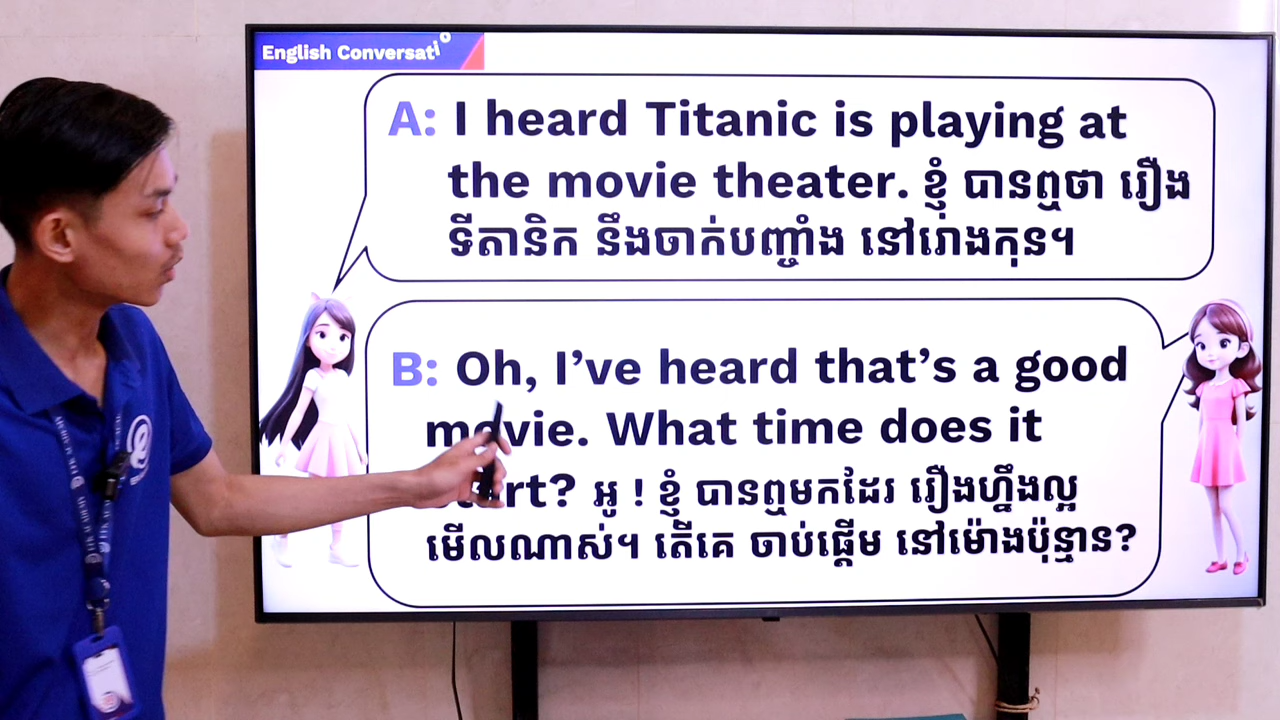 English Conversatio
A: I heard Titanic is playing at
the movie theater. ខ្ញុំ បានឮថា រឿង
ទីតានិក នឹងចាក់បញ្ចាំង នៅរោងកុន។
B: Oh, I’ve heard that’s a good
movie. What time does it
start? អូ ! ខ្ញុំ បានឮមកដែរ រឿងហ្នឹងល្អ
មើលណាស់។ តើគេ ចាប់ផ្តើម នៅម៉ោងប៉ុន្មាន?